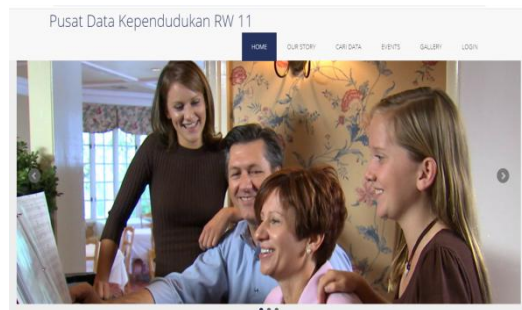 Pusat Data Kependudukan RW 11
HOME OUR STORY CARI DATA EVENTS GALLERY LOGIN